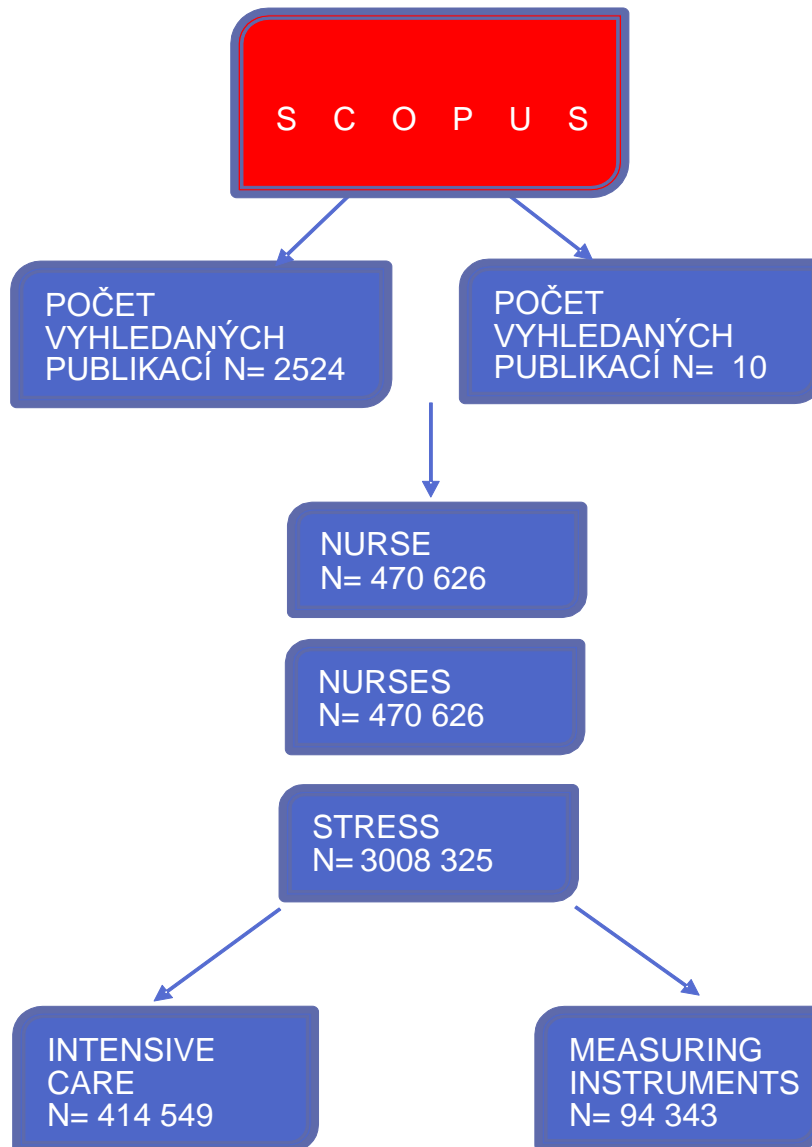 S C O P U S
POČET
VYHLEDANÝCH
PUBLIKACÍ N= 2524
POČET
VYHLEDANÝCH
PUBLIKACÍ N= 10
NURSE
N= 470 626
NURSES
N= 470 626
STRESS
N= 3008 325
INTENSIVE
CARE
N= 414 549
MEASURING
INSTRUMENTS
N= 94 343